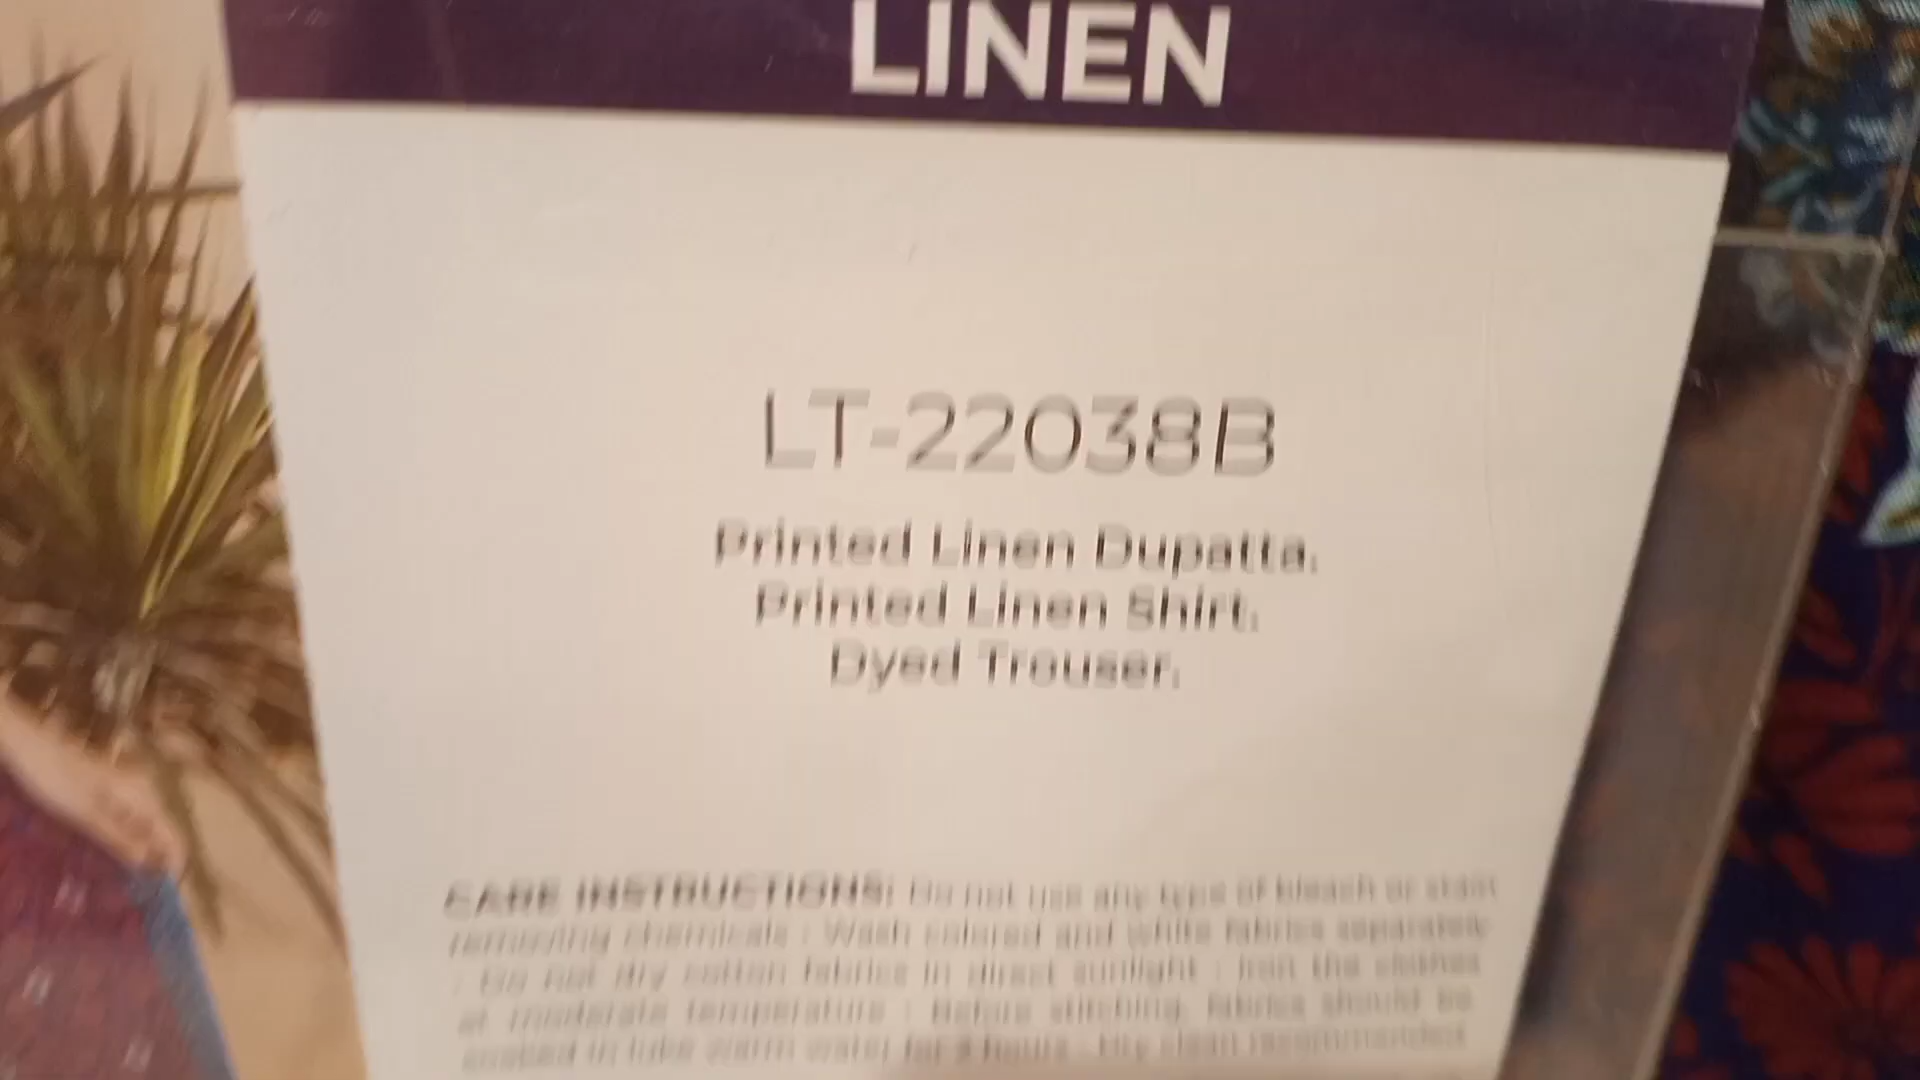 LINEN
LT-22038B
Printed Linen Dupatta.
Printed Linen Shirt.
Dyed Trouser.
CARE INSTRUCTIONS: Do not use any type of bleach or stain
removing chemicals · Wash colored and white fabrics separately
· Do not dry cotton fabrics in direct sunlight · Iron the clothes
at moderate temperature · Before stitching, fabrics should be
soaked in luke warm water for hours · Dry clean recommended